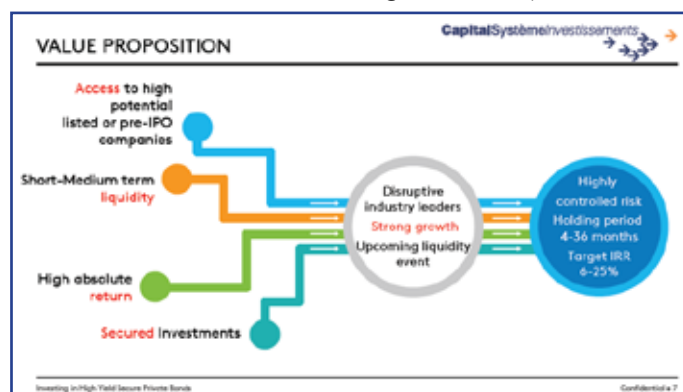 VALUE PROPOSITION
CapitalSystèmeInvestissements
Access to high
potential
listed or pre-IPO
companies
Short-Medium term
liquidity
High absolute
return
Secured Investments
Disruptive
industry leaders
Strong growth
Upcoming liquidity
event
Highly
controlled risk
Holding period
4-36 months
Target IRR
6-25%
Investing in High Yield Secure Private Bonds
Confidential • 7